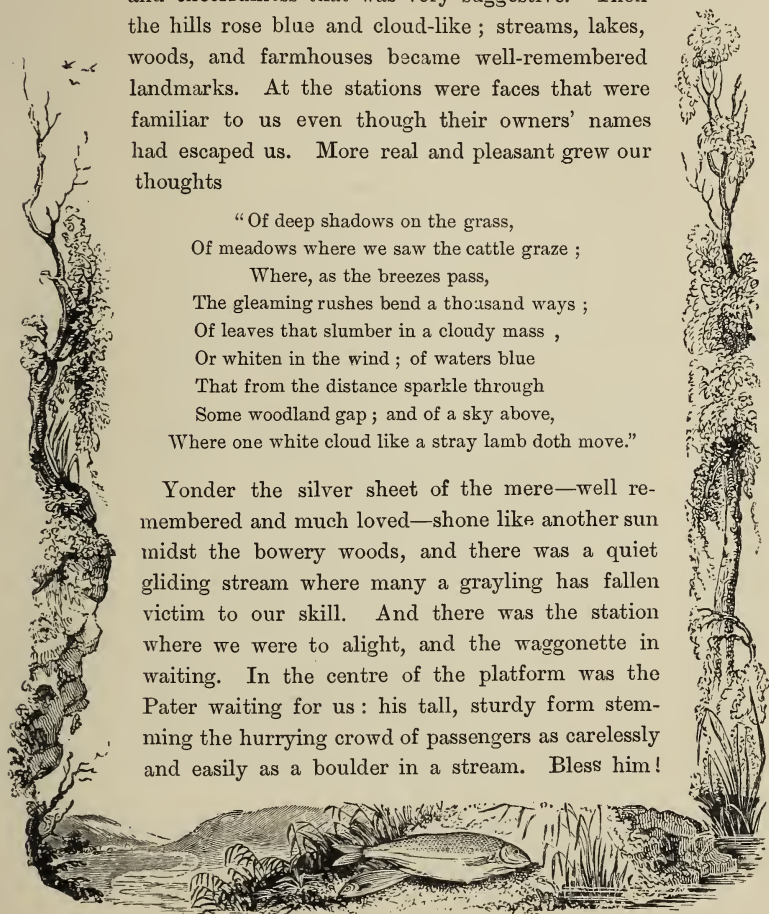 the hills rose blue and cloud-like ; streams, lakes,
woods, and farmhouses became well-remembered
landmarks. At the stations were faces that were
familiar to us even though their owners' names
had escaped us. More real and pleasant grew our
thoughts
“Of deep shadows on the grass,
Of meadows where we saw the cattle graze ;
Where, as the breezes pass,
The gleaming rushes bend a thousand ways ;
Of leaves that slumber in a cloudy mass ,
Or whiten in the wind ; of waters blue
That from the distance sparkle through
Some woodland gap ; and of a sky above,
Where one white cloud like a stray lamb doth move.”
Yonder the silver sheet of the mere—well re-
membered and much loved—shone like another sun
midst the bowery woods, and there was a quiet
gliding stream where many a grayling has fallen
victim to our skill. And there was the station
where we were to alight, and the waggonette in
waiting. In the centre of the platform was the
Pater waiting for us : his tall, sturdy form stem-
ming the hurrying crowd of passengers as carelessly
and easily as a boulder in a stream. Bless him!